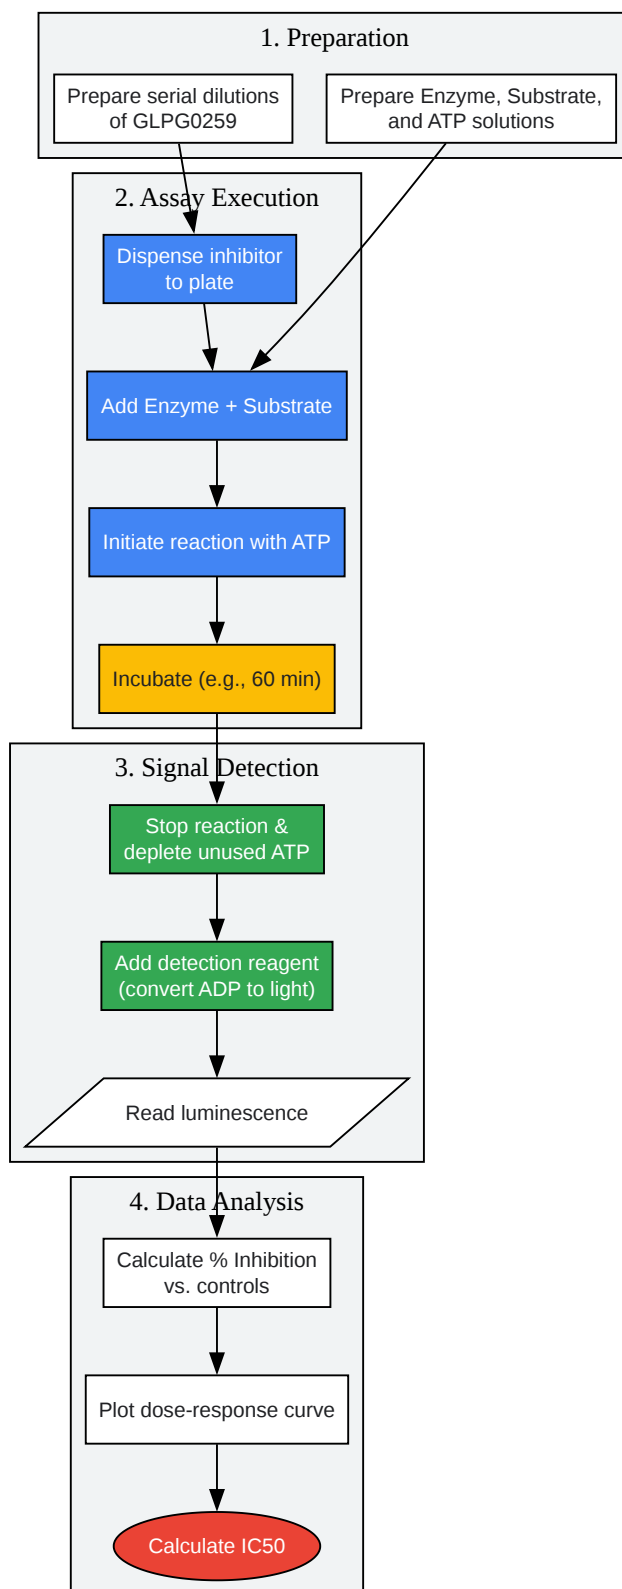 1. Preparation
Prepare serial dilutions
of GLPG0259
Prepare Enzyme, Substrate,
and ATP solutions
2. Assay Execution
Dispense inhibitor
to plate
Add Enzyme + Substrate
Initiate reaction with ATP
Incubate (e.g., 60 min)
3. Signal Detection
Stop reaction &
deplete unused ATP
Add detection reagent
(convert ADP to light)
Read luminescence
4. Data Analysis
Calculate % Inhibition
vs. controls
Plot dose-response curve
Calculate IC50